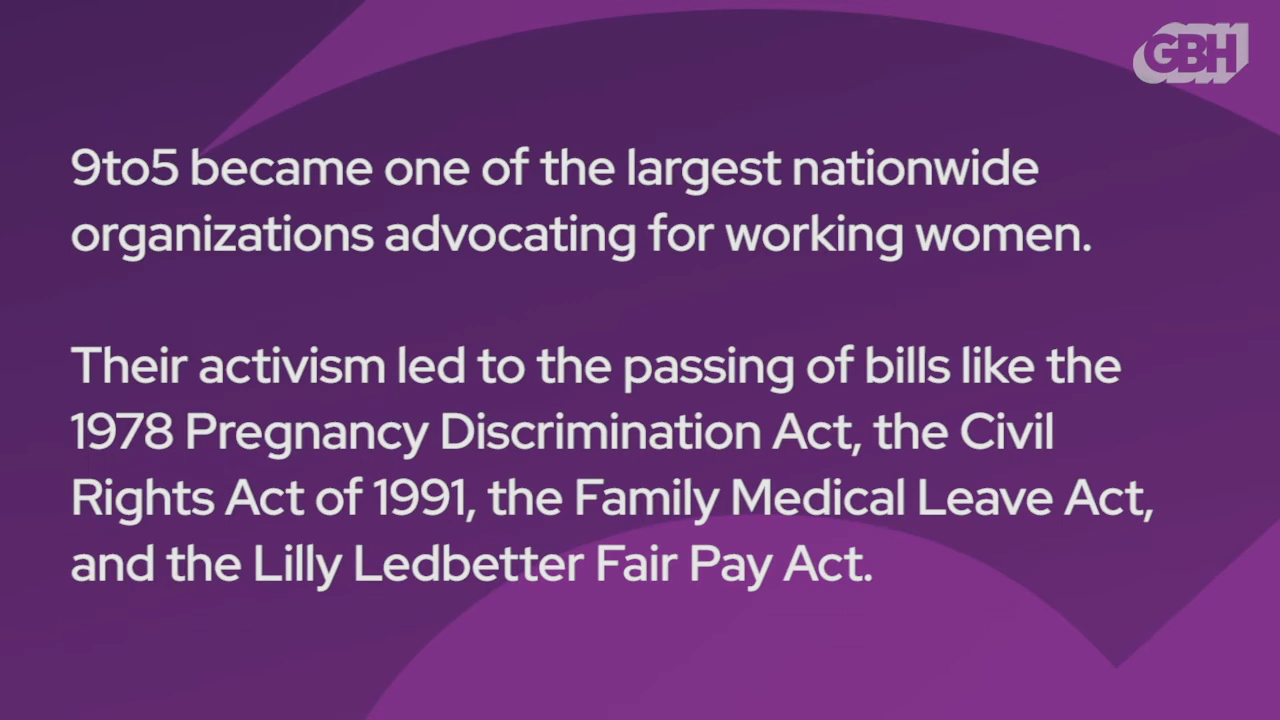 GBH
9to5 became one of the largest nationwide
organizations advocating for working women.
Their activism led to the passing of bills like the
1978 Pregnancy Discrimination Act, the Civil
Rights Act of 1991, the Family Medical Leave Act,
and the Lilly Ledbetter Fair Pay Act.